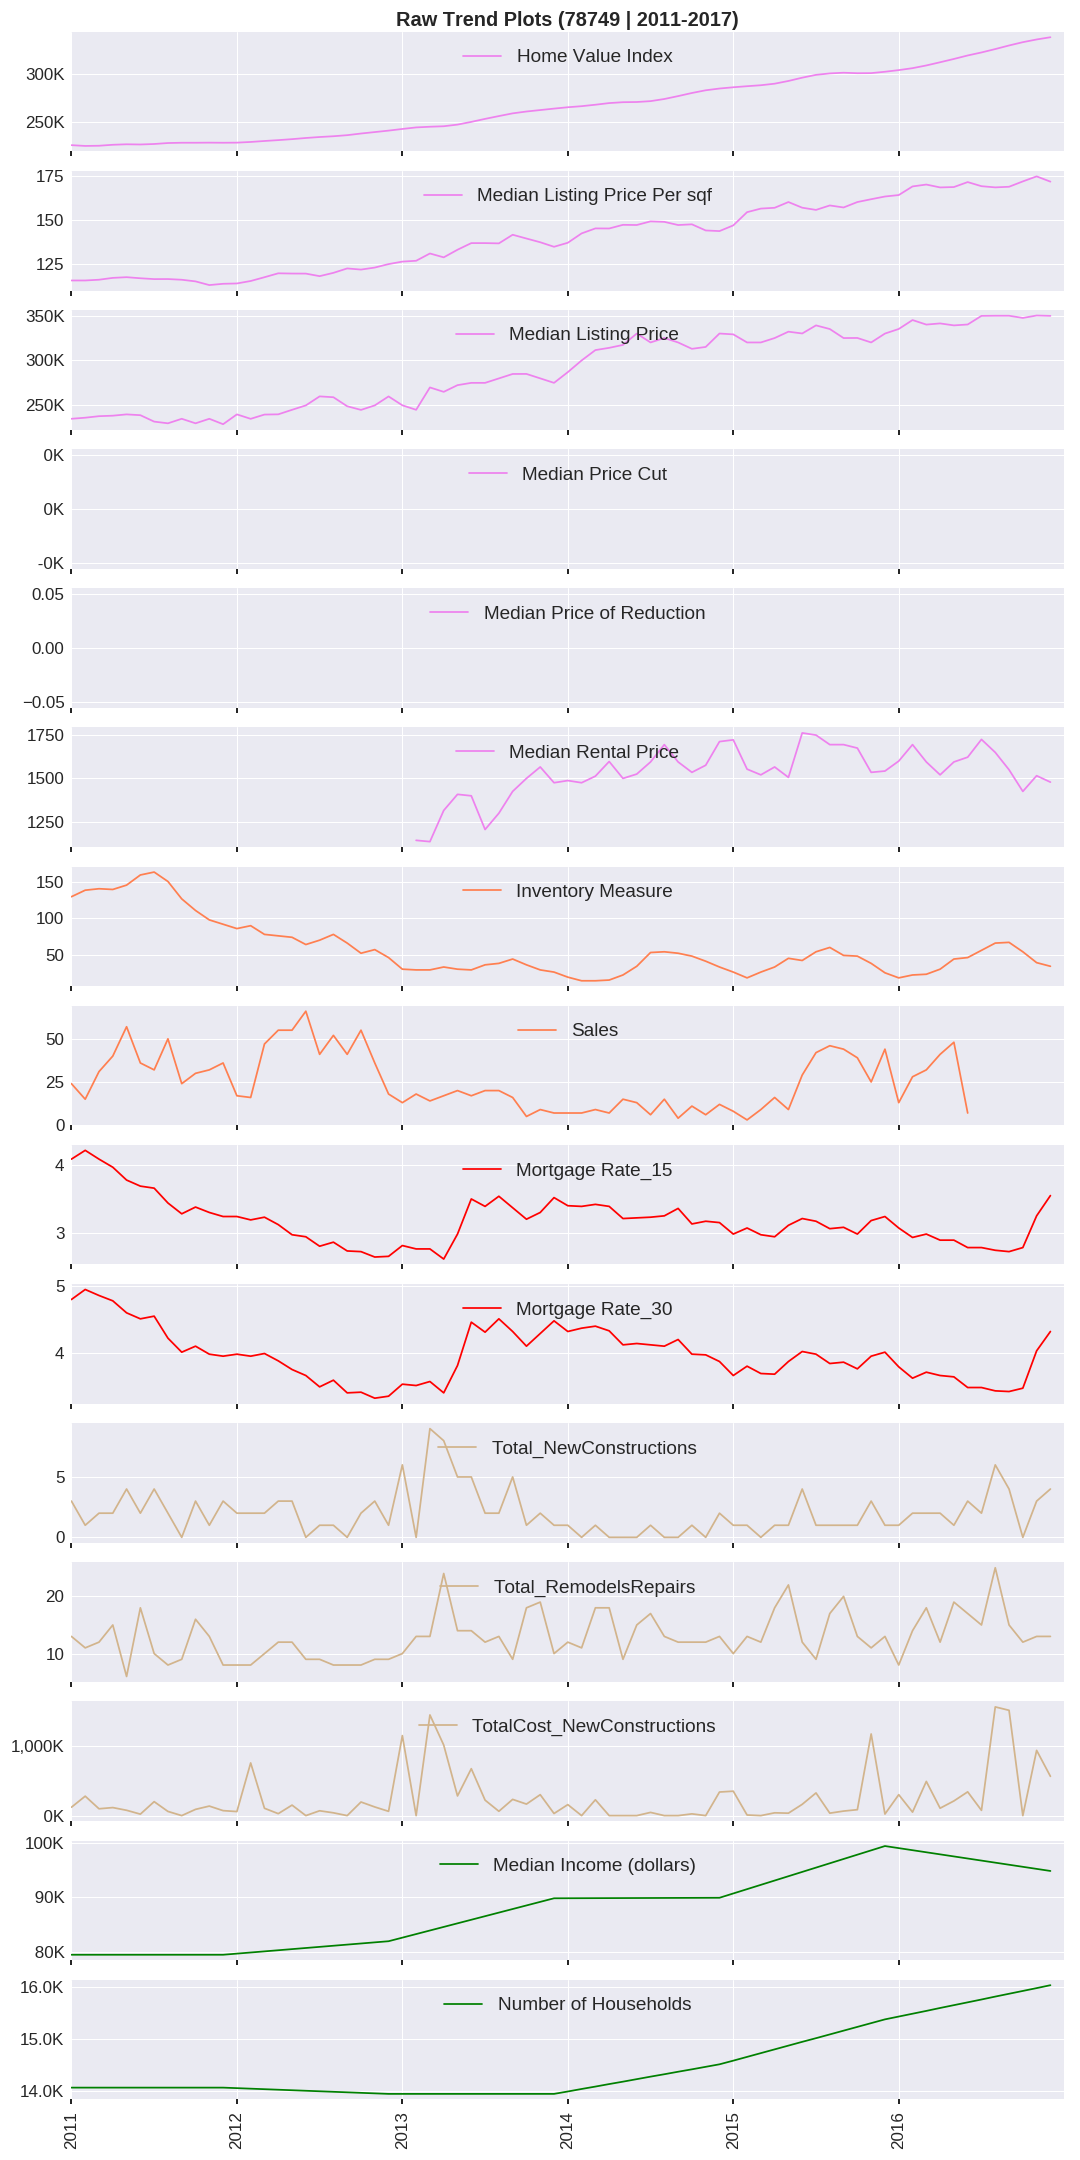 Raw Trend Plots (78749 | 2011-2017)
Home Value Index
300K
250K
Median Listing Price Per sqf
175
150
125
Median Listing Price
350K
300K
250K
Median Price Cut
0K
0K
-0K
Median Price of Reduction
0.05
0.00
−0.05
Median Rental Price
1750
1500
1250
Inventory Measure
150
100
50
Sales
50
25
0
Mortgage Rate_15
4
3
Mortgage Rate_30
5
4
Total_NewConstructions
5
0
Total_RemodelsRepairs
20
10
TotalCost_NewConstructions
1,000K
0K
Median Income (dollars)
100K
90K
80K
Number of Households
16.0K
15.0K
14.0K
2011
2012
2013
2014
2015
2016